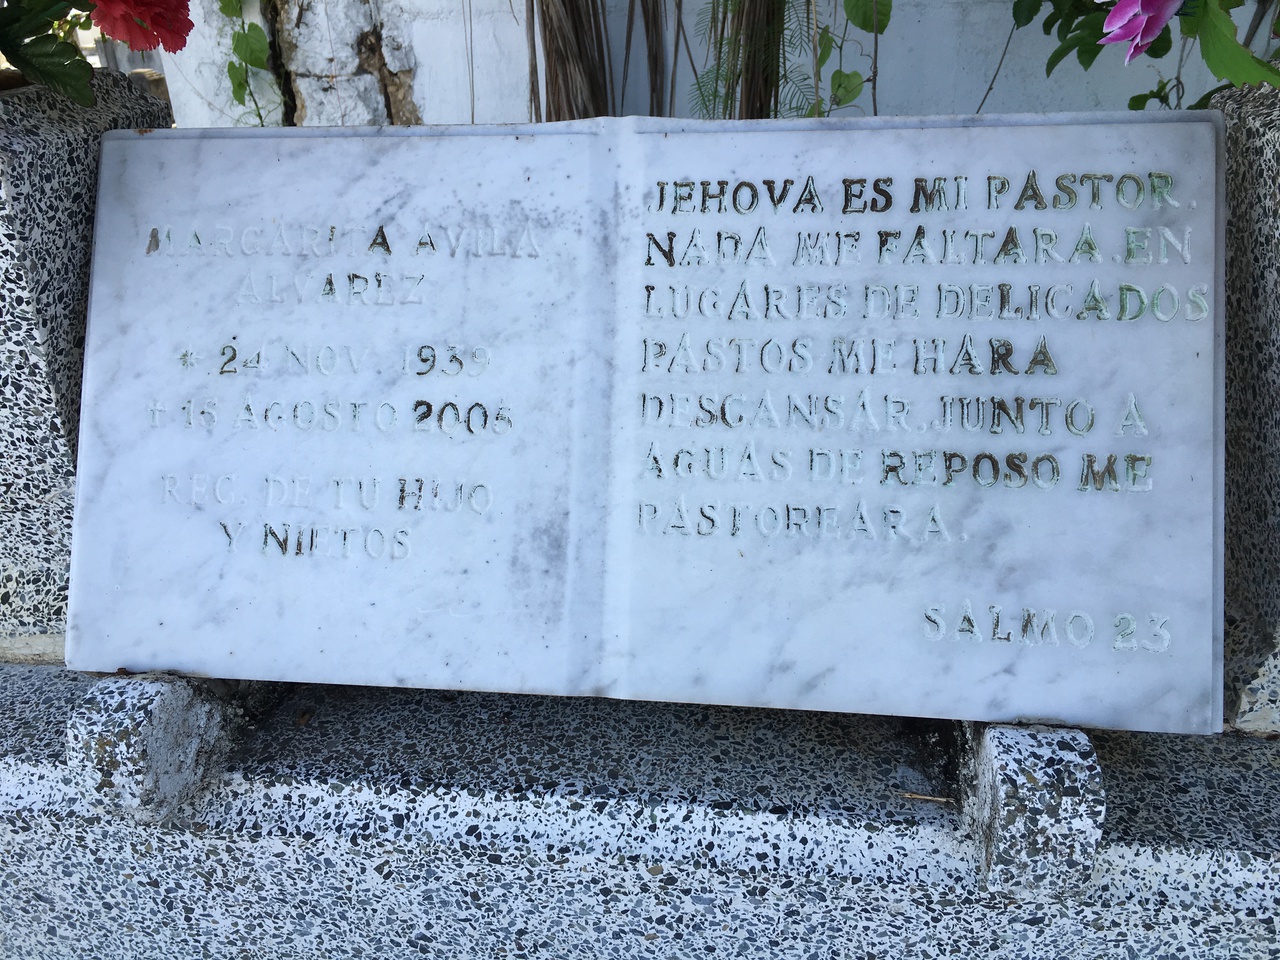 MARGARITA AVILA
ALVAREZ
* 24 NOV. 1939
† 16 AGOSTO 2005
REC. DE TU HIJO
Y NIETOS
JEHOVA ES MI PASTOR.
NADA ME FALTARA.EN
LUGARES DE DELICADOS
PASTOS ME HARA
DESCANSAR.JUNTO A
AGUAS DE REPOSO ME
PASTOREARA.
SALMO 23